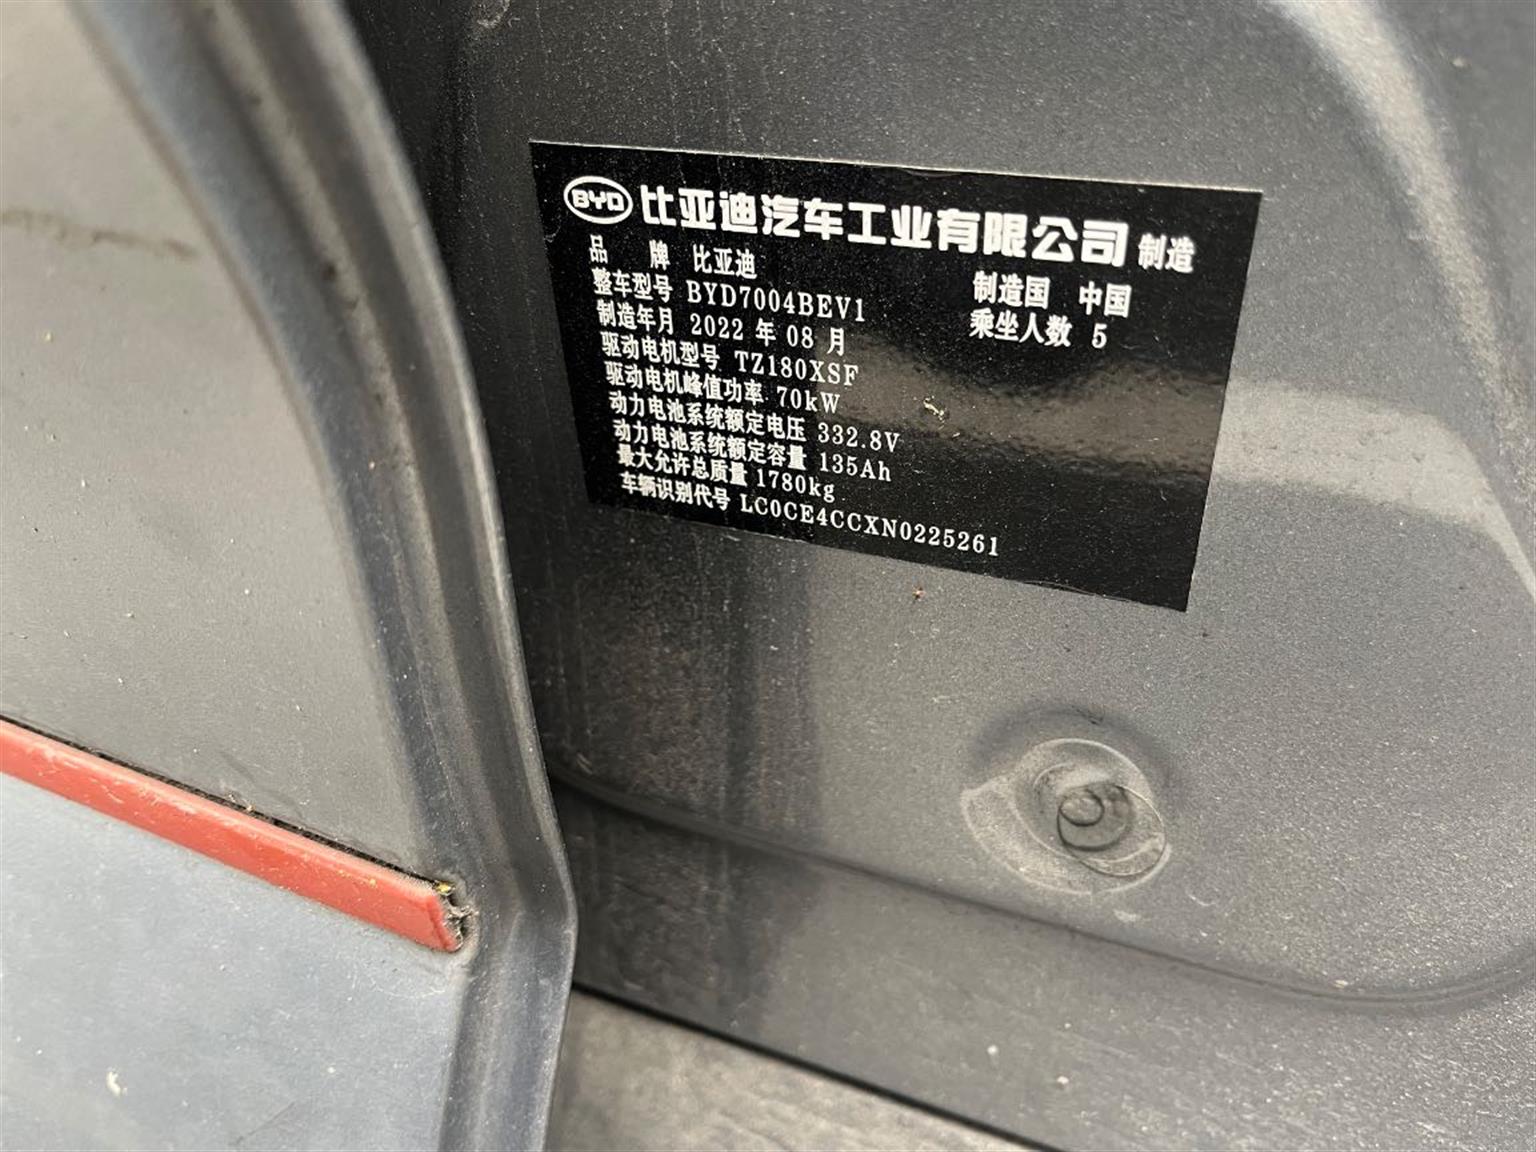 BYD 比亚迪汽车工业有限公司 制造
品 牌 比亚迪 制造国 中国
整车型号 BYD7004BEV1 乘坐人数 5
制造年月 2022 年 08 月
驱动电机型号 TZ180XSF
驱动电机峰值功率 70kW
动力电池系统额定电压 332.8V
动力电池系统额定容量 135Ah
最大允许总质量 1780kg
车辆识别代号 LC0CE4CCXN0225261